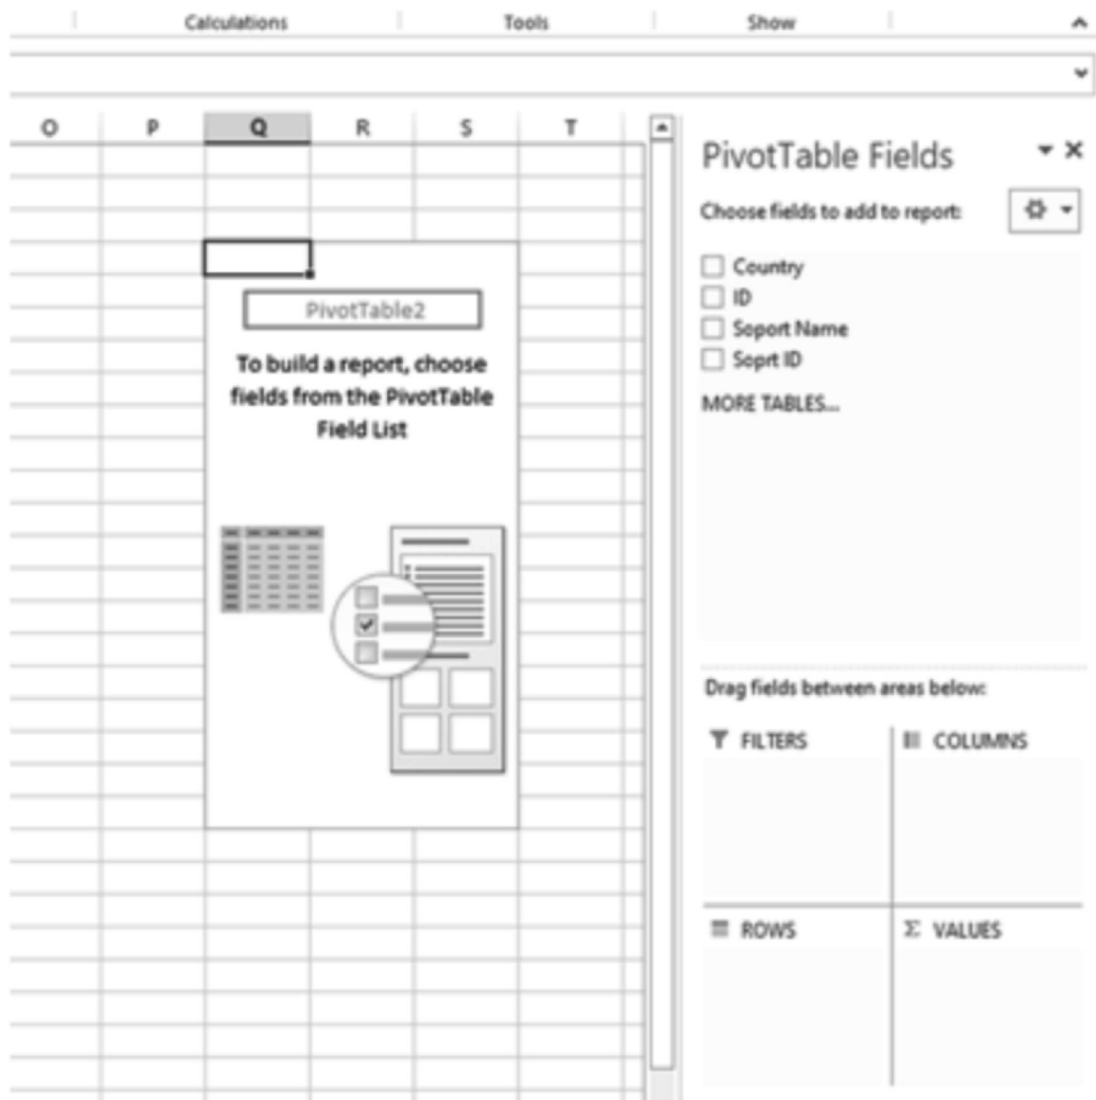 Calculations Tools Show
O P Q R S T
PivotTable Fields
Choose fields to add to report:
Country
ID
Soport Name
Soprt ID
MORE TABLES...
PivotTable2
To build a report, choose
fields from the PivotTable
Field List
Drag fields between areas below:
FILTERS
COLUMNS
ROWS
Σ VALUES